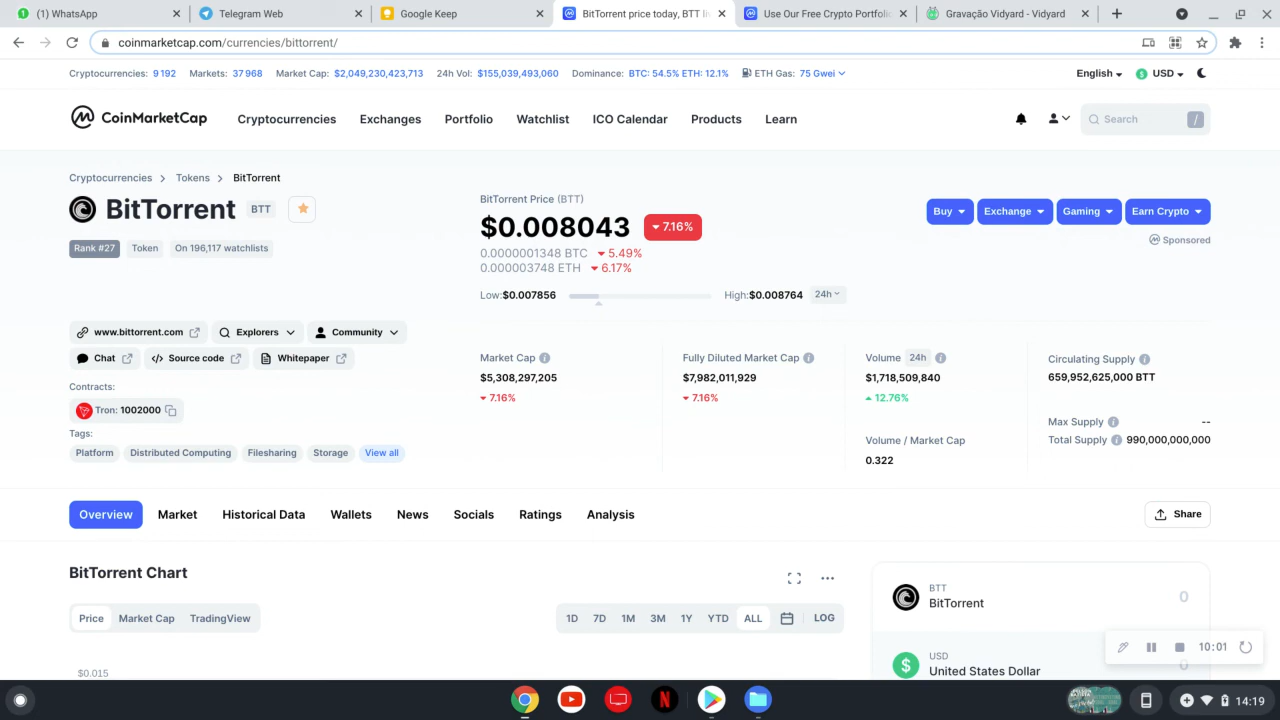 (1) WhatsApp
Telegram Web
Google Keep
BitTorrent price today, BTT li
Use Our Free Crypto Portfolio
Gravação Vidyard - Vidyard
coinmarketcap.com/currencies/bittorrent/
Cryptocurrencies: 9 192 Markets: 37 968 Market Cap: $2,049,230,423,713 24h Vol: $155,039,493,060 Dominance: BTC: 54.5% ETH: 12.1% ETH Gas: 75 Gwei
English USD
CoinMarketCap Cryptocurrencies Exchanges Portfolio Watchlist ICO Calendar Products Learn Search /
Cryptocurrencies > Tokens > BitTorrent
BitTorrent BTT
Rank #27 Token On 196,117 watchlists
BitTorrent Price (BTT)
$0.008043 7.16%
0.0000001348 BTC 5.49%
0.000003748 ETH 6.17%
Low: $0.007856 High: $0.008764 24h
Buy Exchange Gaming Earn Crypto
Sponsored
www.bittorrent.com Explorers Community
Chat Source code Whitepaper
Contracts:
Tron: 1002000
Tags:
Platform Distributed Computing Filesharing Storage View all
Market Cap
$5,308,297,205
7.16%
Fully Diluted Market Cap
$7,982,011,929
7.16%
Volume 24h
$1,718,509,840
12.76%
Volume / Market Cap
0.322
Circulating Supply
659,952,625,000 BTT
Max Supply --
Total Supply 990,000,000,000
Overview Market Historical Data Wallets News Socials Ratings Analysis Share
BitTorrent Chart
Price Market Cap TradingView 1D 7D 1M 3M 1Y YTD ALL LOG
$0.015
BTT
BitTorrent 0
USD
United States Dollar
10:01
14:19